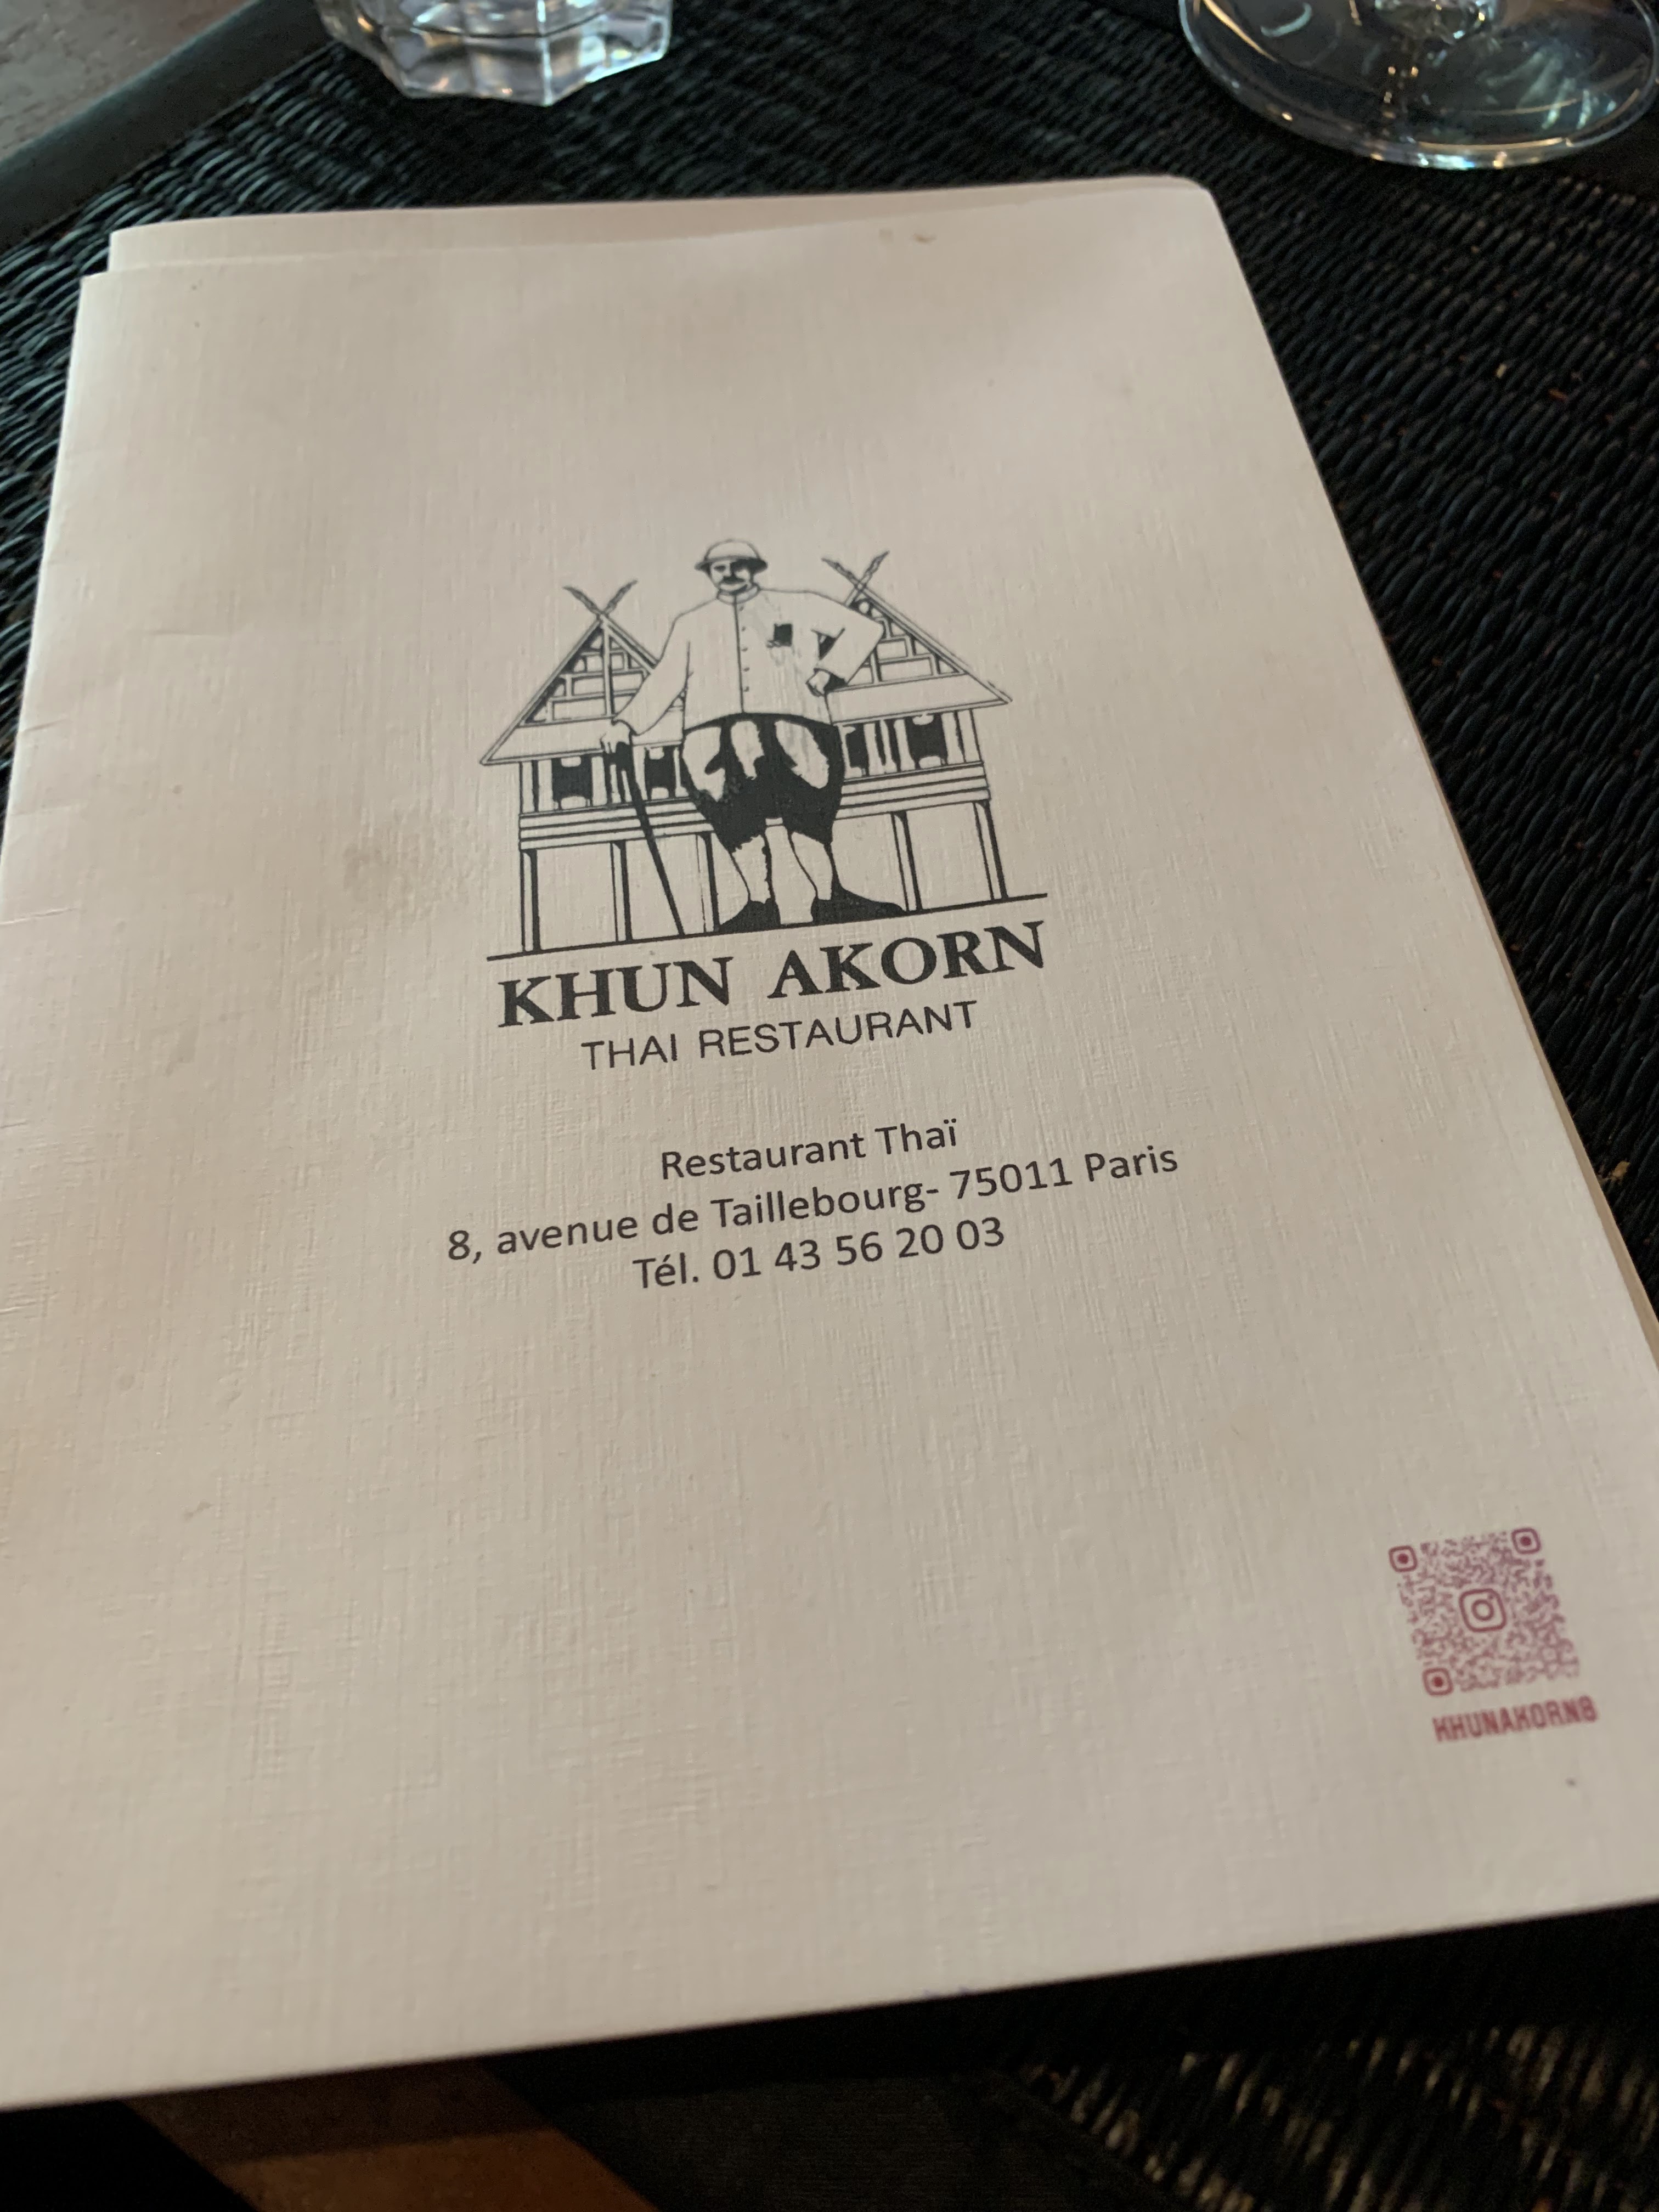 KHUN AKORN
THAI RESTAURANT
Restaurant Thaï
8, avenue de Taillebourg- 75011 Paris
Tél. 01 43 56 20 03
KHUNAKORN8